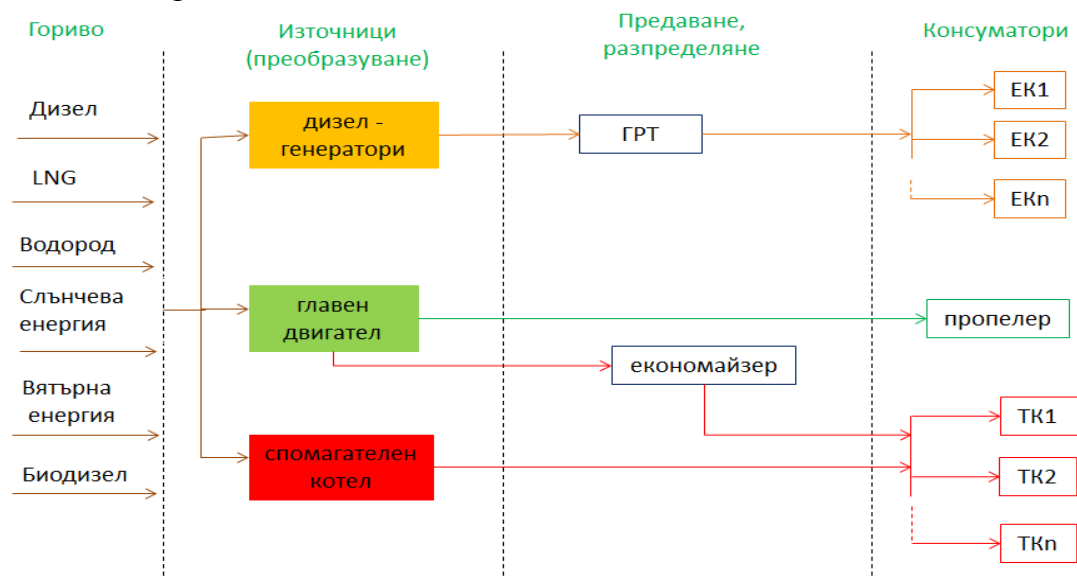 Гориво
Източници
(преобразуване)
Предаване,
разпределяне
Консуматори
Дизел
LNG
Водород
Слънчева
енергия
Вятърна
енергия
Биодизел
дизел -
генератори
главен
двигател
спомагателен
котел
ГРТ
економайзер
ЕК1
ЕК2
ЕКn
пропелер
ТК1
ТК2
ТКn